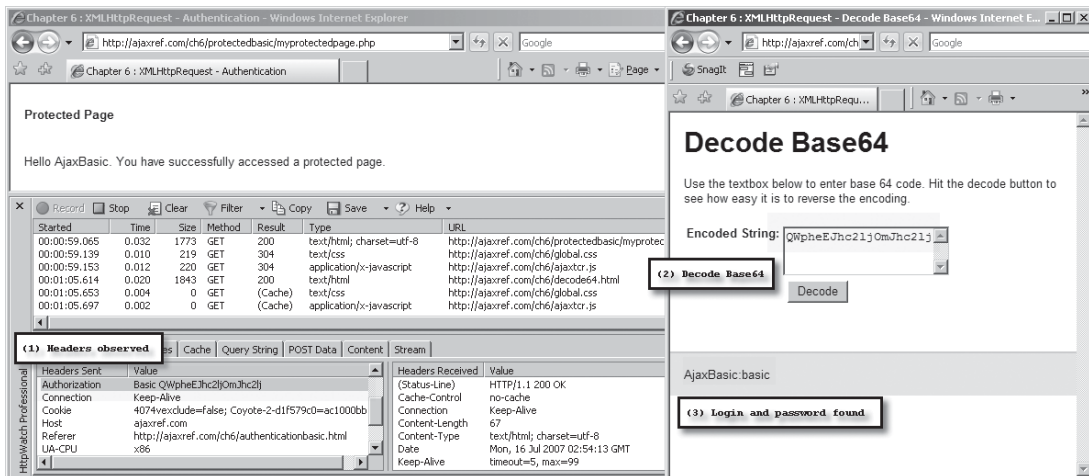 Chapter 6 : XMLHttpRequest - Authentication - Windows Internet Explorer
http://ajaxref.com/ch6/protectedbasic/myprotectedpage.php
Google
Chapter 6 : XMLHttpRequest - Authentication
Page
Protected Page
Hello AjaxBasic. You have successfully accessed a protected page.
Record Stop Clear Filter Copy Save Help
Started Time Size Method Result Type URL
00:00:59.065 0.032 1773 GET 200 text/html; charset=utf-8 http://ajaxref.com/ch6/protectedbasic/myprotec
00:00:59.139 0.010 219 GET 304 text/css http://ajaxref.com/ch6/global.css
00:00:59.153 0.012 220 GET 304 application/x-javascript http://ajaxref.com/ch6/ajaxtcr.js
00:01:05.614 0.020 1843 GET 200 text/html http://ajaxref.com/ch6/decode64.html
00:01:05.653 0.004 0 GET (Cache) text/css http://ajaxref.com/ch6/global.css
00:01:05.697 0.002 0 GET (Cache) application/x-javascript http://ajaxref.com/ch6/ajaxtcr.js
(1) Headers observed
es Cache Query String POST Data Content Stream
Headers Sent Value
Authorization Basic QWpheEJhc2ljOmJhc2lj
Connection Keep-Alive
Cookie 4074vexclude=false; Coyote-2-d1f579c0=ac1000bb
Host ajaxref.com
Referer http://ajaxref.com/ch6/authenticationbasic.html
UA-CPU x86
Headers Received Value
(Status-Line) HTTP/1.1 200 OK
Cache-Control no-cache
Connection Keep-Alive
Content-Length 67
Content-Type text/html; charset=utf-8
Date Mon, 16 Jul 2007 02:54:13 GMT
Keep-Alive timeout=5, max=99
HttpWatch Professional
Chapter 6 : XMLHttpRequest - Decode Base64 - Windows Internet E...
http://ajaxref.com/ch
Google
SnagIt
Chapter 6 : XMLHttpRequ...
Decode Base64
Use the textbox below to enter base 64 code. Hit the decode button to
see how easy it is to reverse the encoding.
Encoded String:
QWpheEJhc2ljOmJhc2lj
(2) Decode Base64
Decode
AjaxBasic:basic
(3) Login and password found